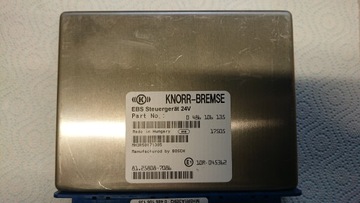 KNORR-BREMSE
EBS Steuergerät 24V
Part No.: 0 486 106 135
Made in Hungary 17505
Manufactured by BOSCH
10R-045362
81.25808-7086